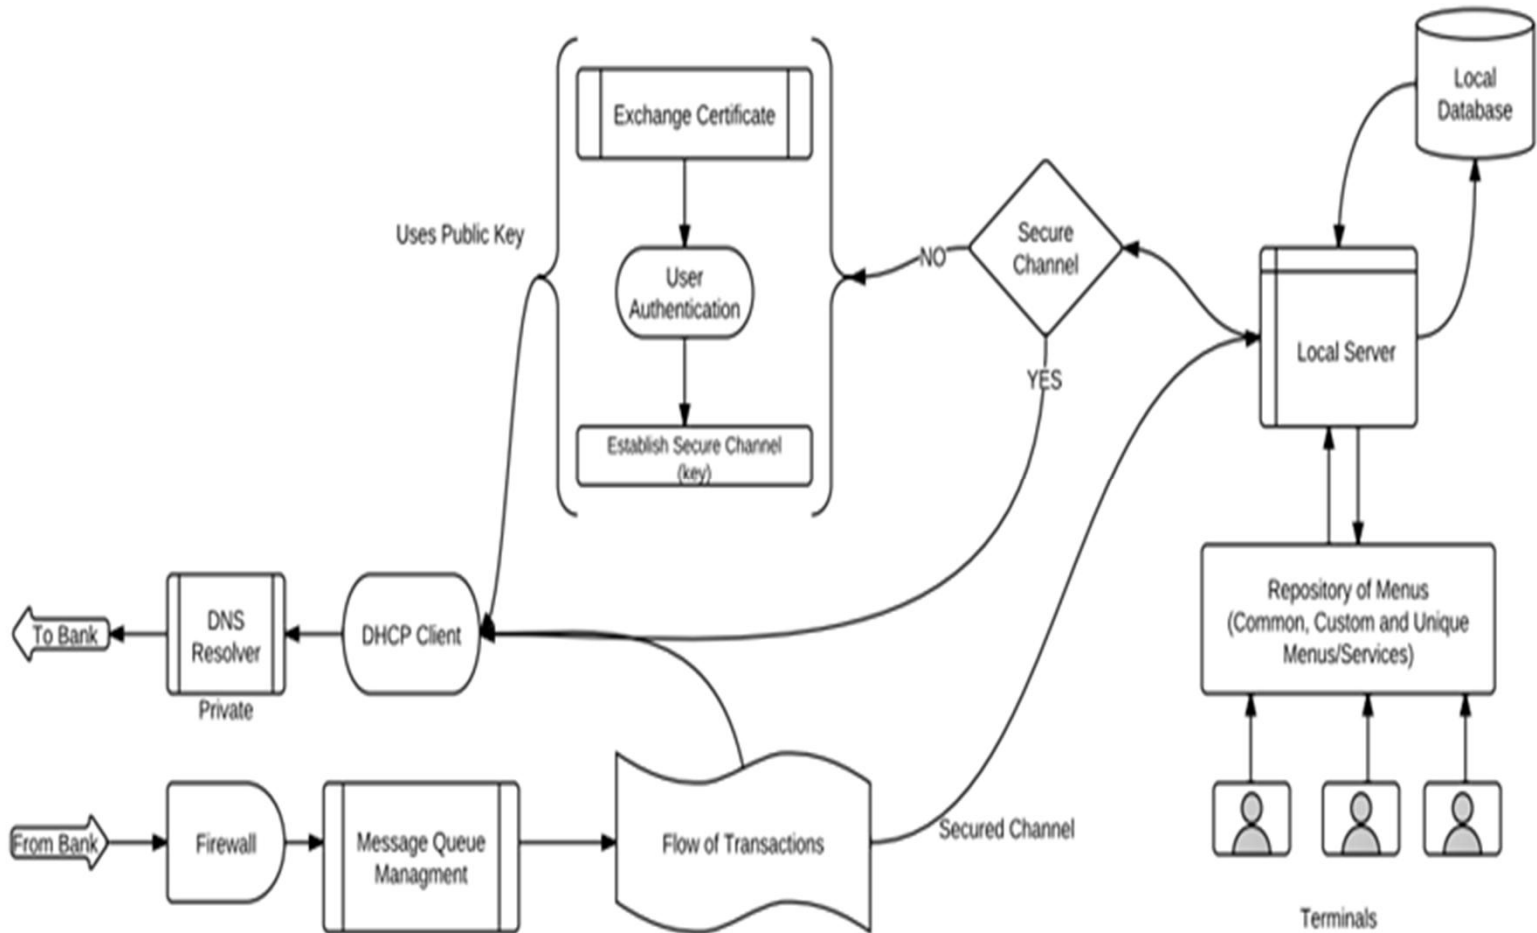 Exchange Certificate
Uses Public Key
User
Authentication
Establish Secure Channel
(key)
NO
Secure
Channel
YES
Local
Database
Local Server
Repository of Menus
(Common, Custom and Unique
Menus/Services)
Terminals
To Bank
DNS
Resolver
Private
DHCP Client
From Bank
Firewall
Message Queue
Managment
Flow of Transactions
Secured Channel